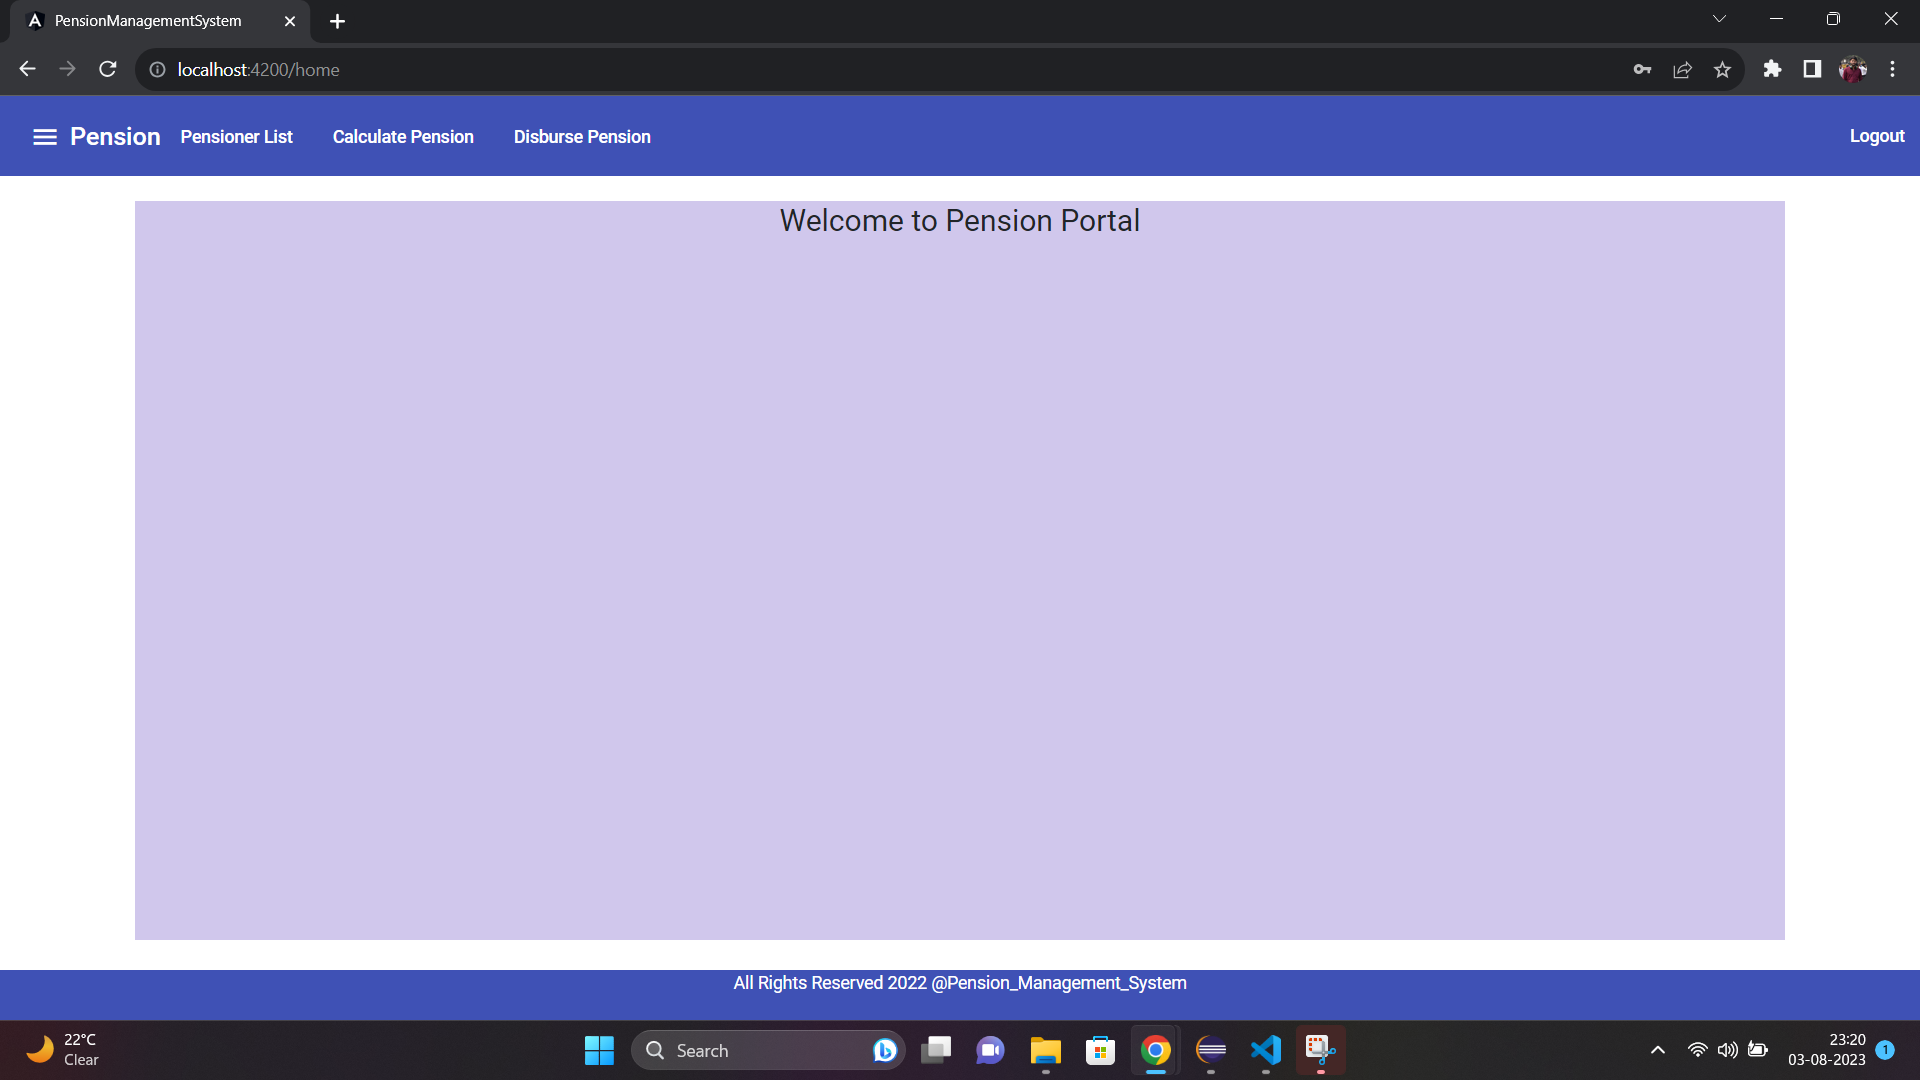 PensionManagementSystem
localhost:4200/home
Pension Pensioner List Calculate Pension Disburse Pension Logout
Welcome to Pension Portal
All Rights Reserved 2022 @Pension_Management_System
22°C
Clear
Search
23:20
03-08-2023
1